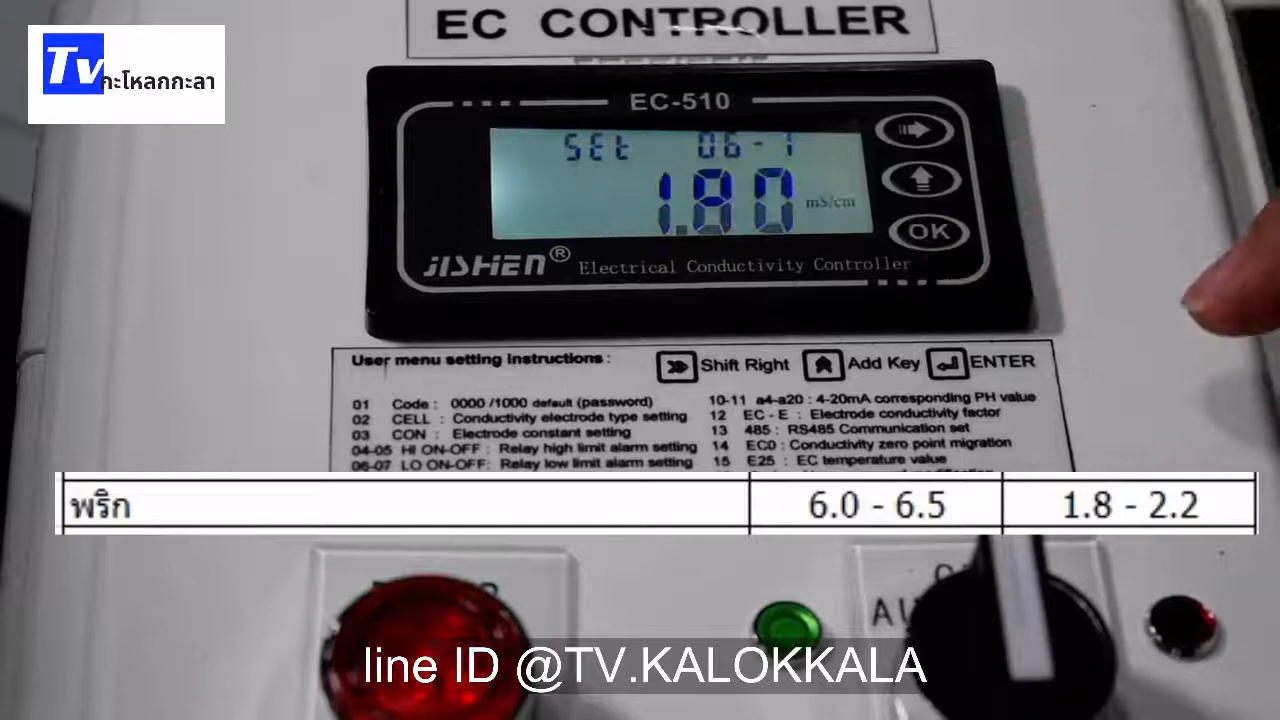 EC CONTROLLER
Tv กะโหลกกะลา
EC-510
SEt 06-1
1.80 mS/cm
OK
JISHEN® Electrical Conductivity Controller
User menu setting instructions : Shift Right Add Key ENTER
01 Code : 0000 /1000 default (password)
02 CELL : Conductivity electrode type setting
03 CON : Electrode constant setting
04-05 HI ON-OFF : Relay high limit alarm setting
06-07 LO ON-OFF: Relay low limit alarm setting
10-11 a4-a20 : 4-20mA corresponding PH value
12 EC - E : Electrode conductivity factor
13 485 : RS485 Communication set
14 EC0 : Conductivity zero point migration
15 E25 : EC temperature value
พริก 6.0 - 6.5 1.8 - 2.2
line ID @TV.KALOKKALA